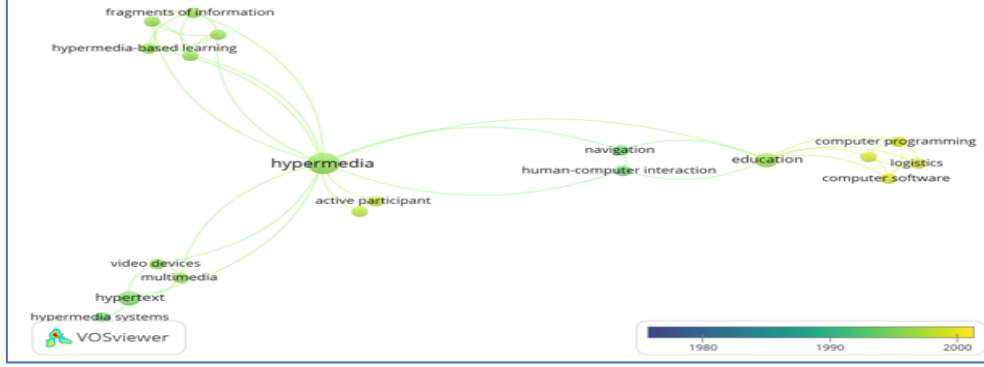 fragments of information
hypermedia-based learning
hypermedia
navigation
human-computer interaction
education
computer programming
logistics
computer software
active participant
video devices
multimedia
hypertext
hypermedia systems
VOSviewer
1980
1990
2000